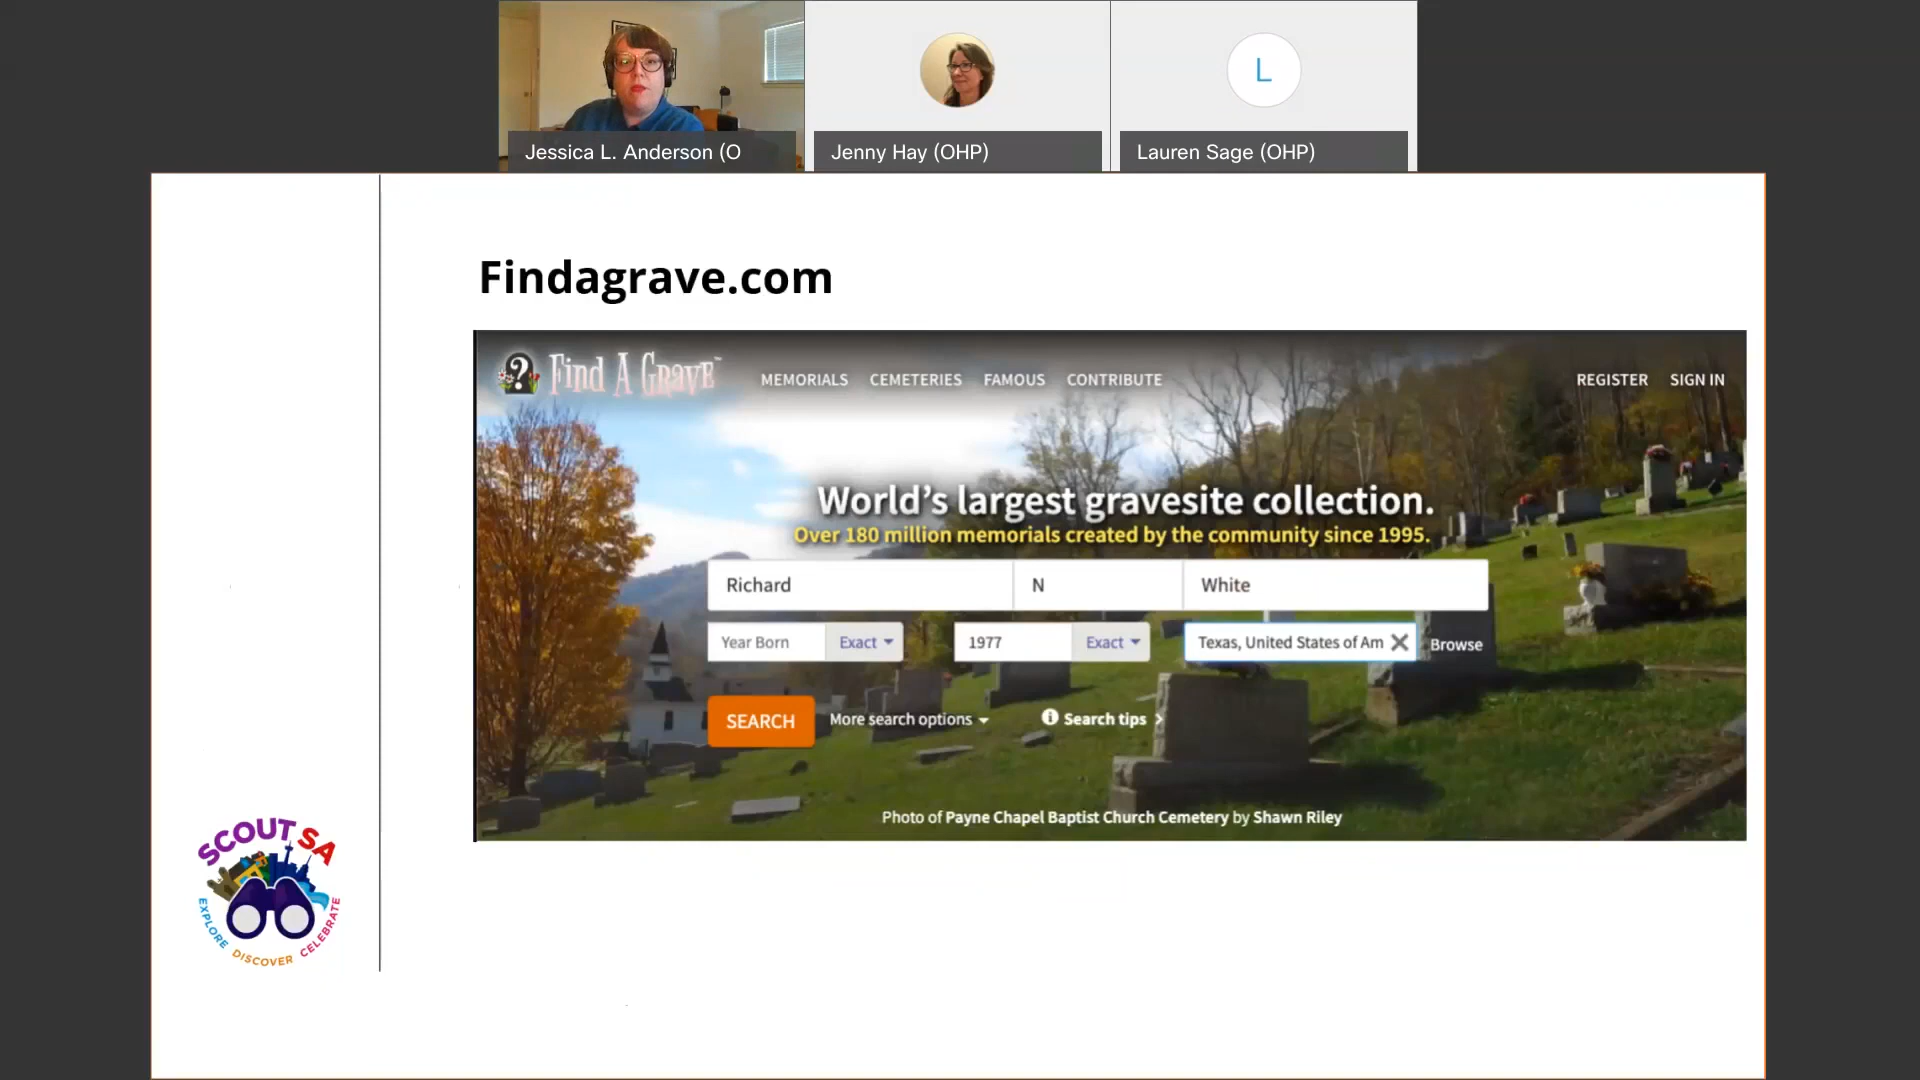 Jessica L. Anderson (O
Jenny Hay (OHP)
L
Lauren Sage (OHP)
Findagrave.com
?
Find A Grave™
MEMORIALS CEMETERIES FAMOUS CONTRIBUTE
REGISTER SIGN IN
World's largest gravesite collection.
Over 180 million memorials created by the community since 1995.
Richard N White
Year Born Exact 1977 Exact Texas, United States of Am Browse
SEARCH More search options Search tips
Photo of Payne Chapel Baptist Church Cemetery by Shawn Riley
SCOUT SA
EXPLORE DISCOVER CELEBRATE